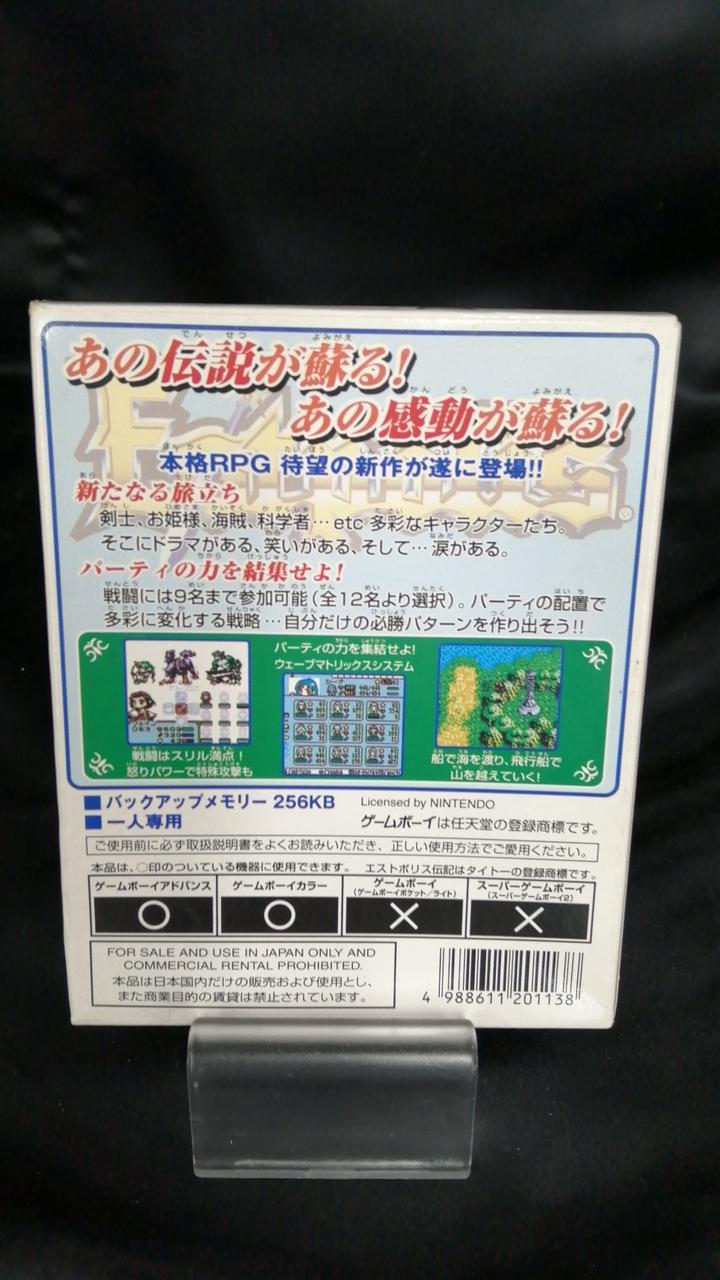 あの伝説が蘇る!
あの感動が蘇る!
本格RPG 待望の新作が遂に登場!!
新たなる旅立ち
剣士、お姫様、海賊、科学者… etc 多彩なキャラクターたち。
そこにドラマがある、笑いがある、そして… 涙がある。
パーティの力を結集せよ!
戦闘には9名まで参加可能(全12名より選択)。パーティの配置で
多彩に変化する戦略…自分だけの必勝パターンを作り出そう!!
パーティの力を集結せよ!
ウェーブマトリックスシステム
戦闘はスリル満点!
怒りパワーで特殊攻撃も
船で海を渡り、飛行船で
山を越えていく!
■バックアップメモリー 256KB
■一人専用
Licensed by NINTENDO
ゲームボーイは任天堂の登録商標です。
ご使用前に必ず取扱説明書をよくお読みいただき、正しい使用方法でご愛用ください。
本品は、○印のついている機器に使用できます。 エストポリス伝記はタイトーの登録商標です。
ゲームボーイアドバンス ゲームボーイカラー ゲームボーイ スーパーゲームボーイ
(ゲームボーイポケット/ライト) (スーパーゲームボーイ2)
○ ○ × ×
FOR SALE AND USE IN JAPAN ONLY AND
COMMERCIAL RENTAL PROHIBITED.
本品は日本国内だけの販売および使用とし、
また商業目的の賃貸は禁止されています。
4 988611 201138